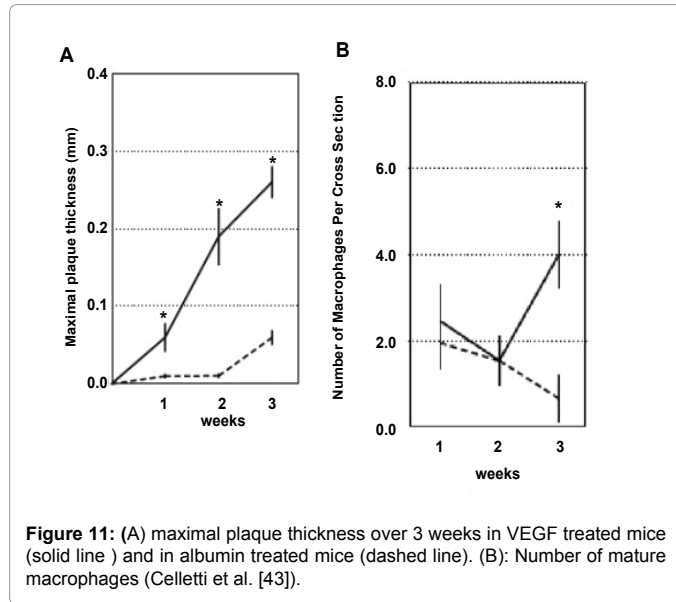 A
B
0.4
0.3
0.2
0.1
0.0
Maximal plaque thickness (mm)
*
*
*
1 2 3
weeks
8.0
6.0
4.0
2.0
0.0
Number of Macrophages Per Cross Sec tion
*
1 2 3
weeks
Figure 11: (A) maximal plaque thickness over 3 weeks in VEGF treated mice
(solid line ) and in albumin treated mice (dashed line). (B): Number of mature
macrophages (Celletti et al. [43]).